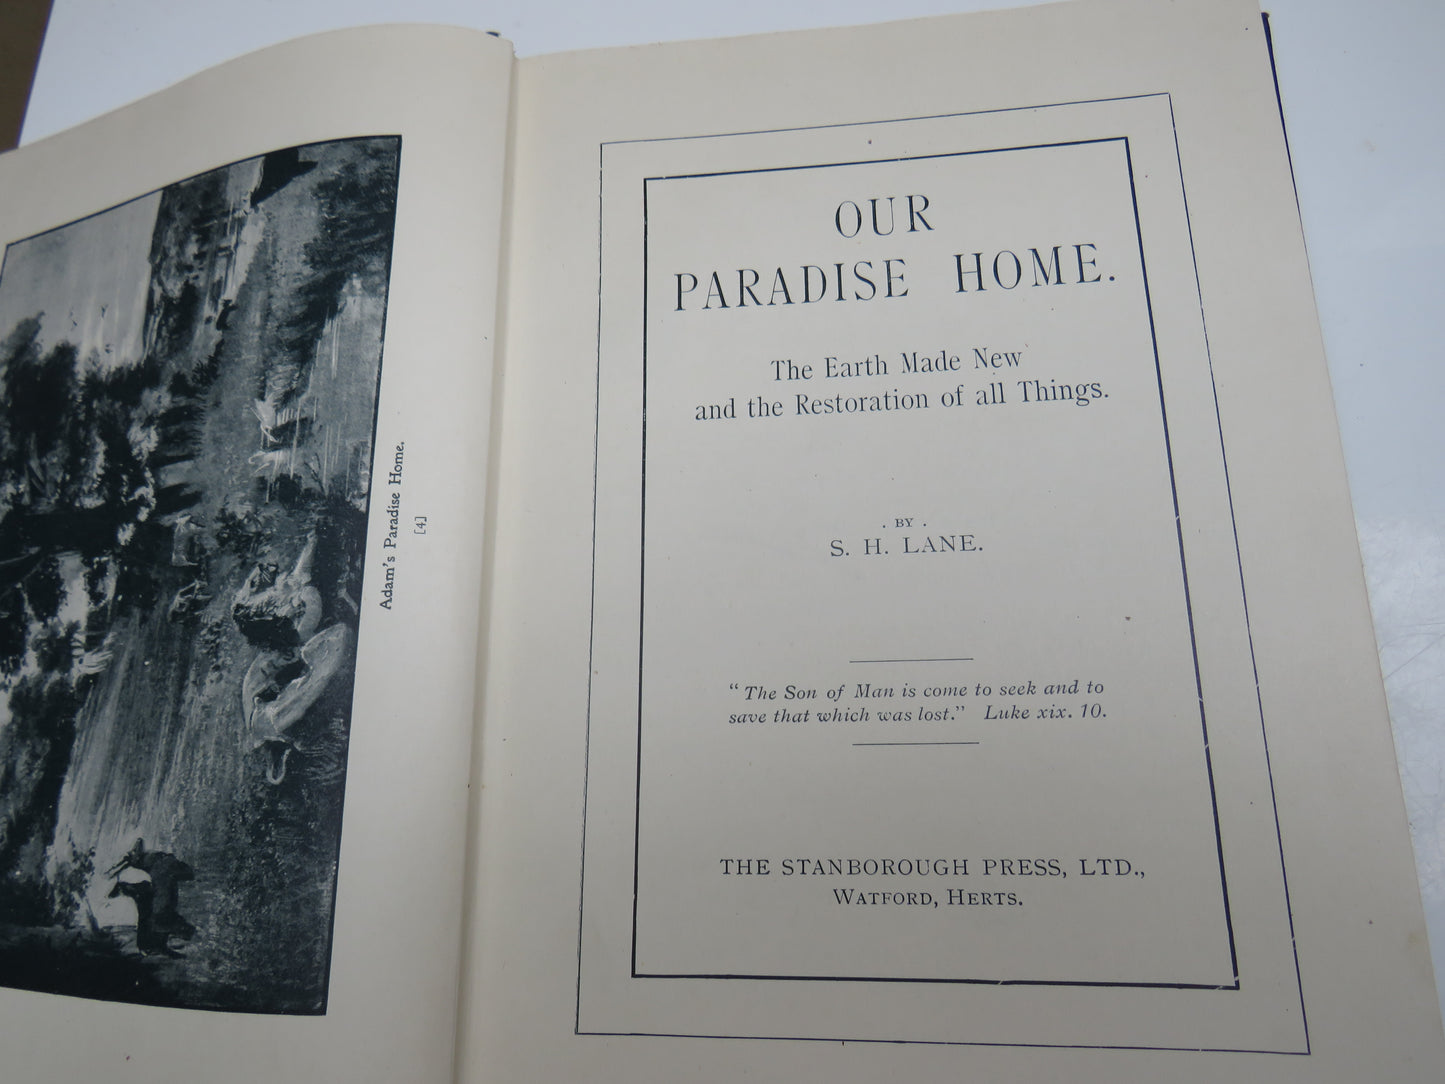 Adam's Paradise Home.
[4]
OUR
PARADISE HOME.
The Earth Made New
and the Restoration of all Things.
. BY .
S. H. LANE.
“ The Son of Man is come to seek and to
save that which was lost.” Luke xix. 10.
THE STANBOROUGH PRESS, LTD.,
WATFORD, HERTS.